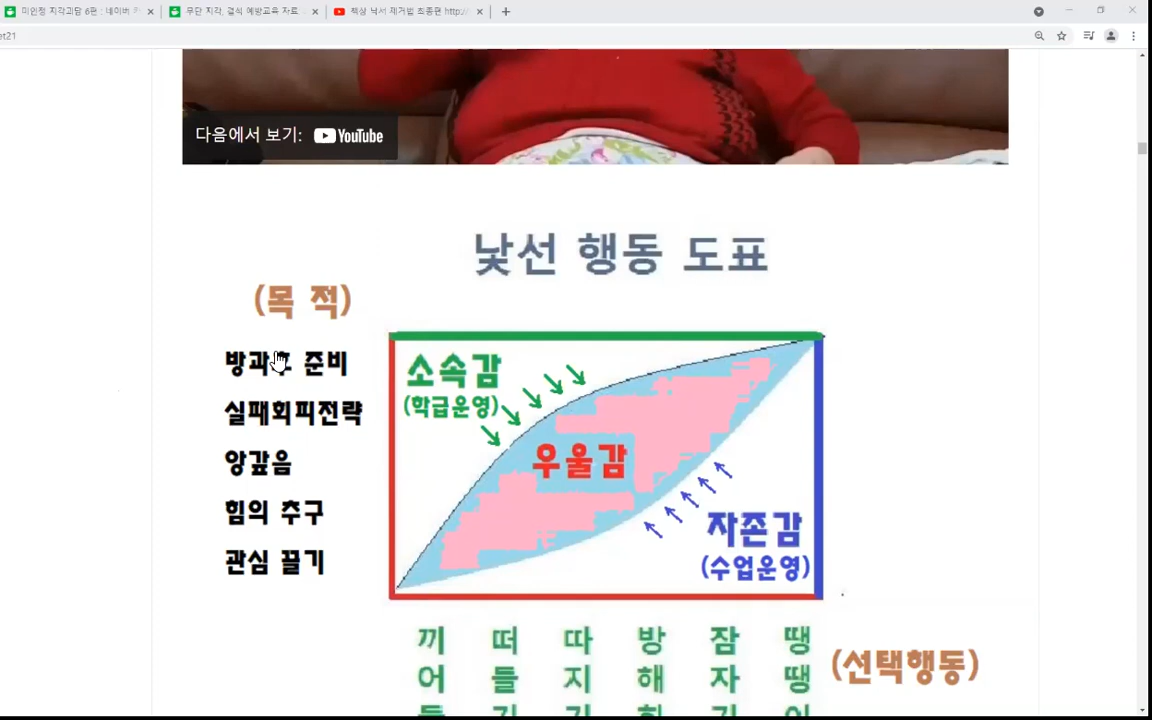 미인정 지각괴담 6편 : 네이버
무단 지각, 결석 예방교육 자료
책상 낙서 제거법 최종편 http://
et21
다음에서 보기: YouTube
낯선 행동 도표
(목 적)
방과후 준비
실패회피전략
앙갚음
힘의 추구
관심 끌기
소속감
(학급운영)
우울감
자존감
(수업운영)
끼 떠 따 방 잠 땡
어 들 지 해 자 땡
(선택행동)